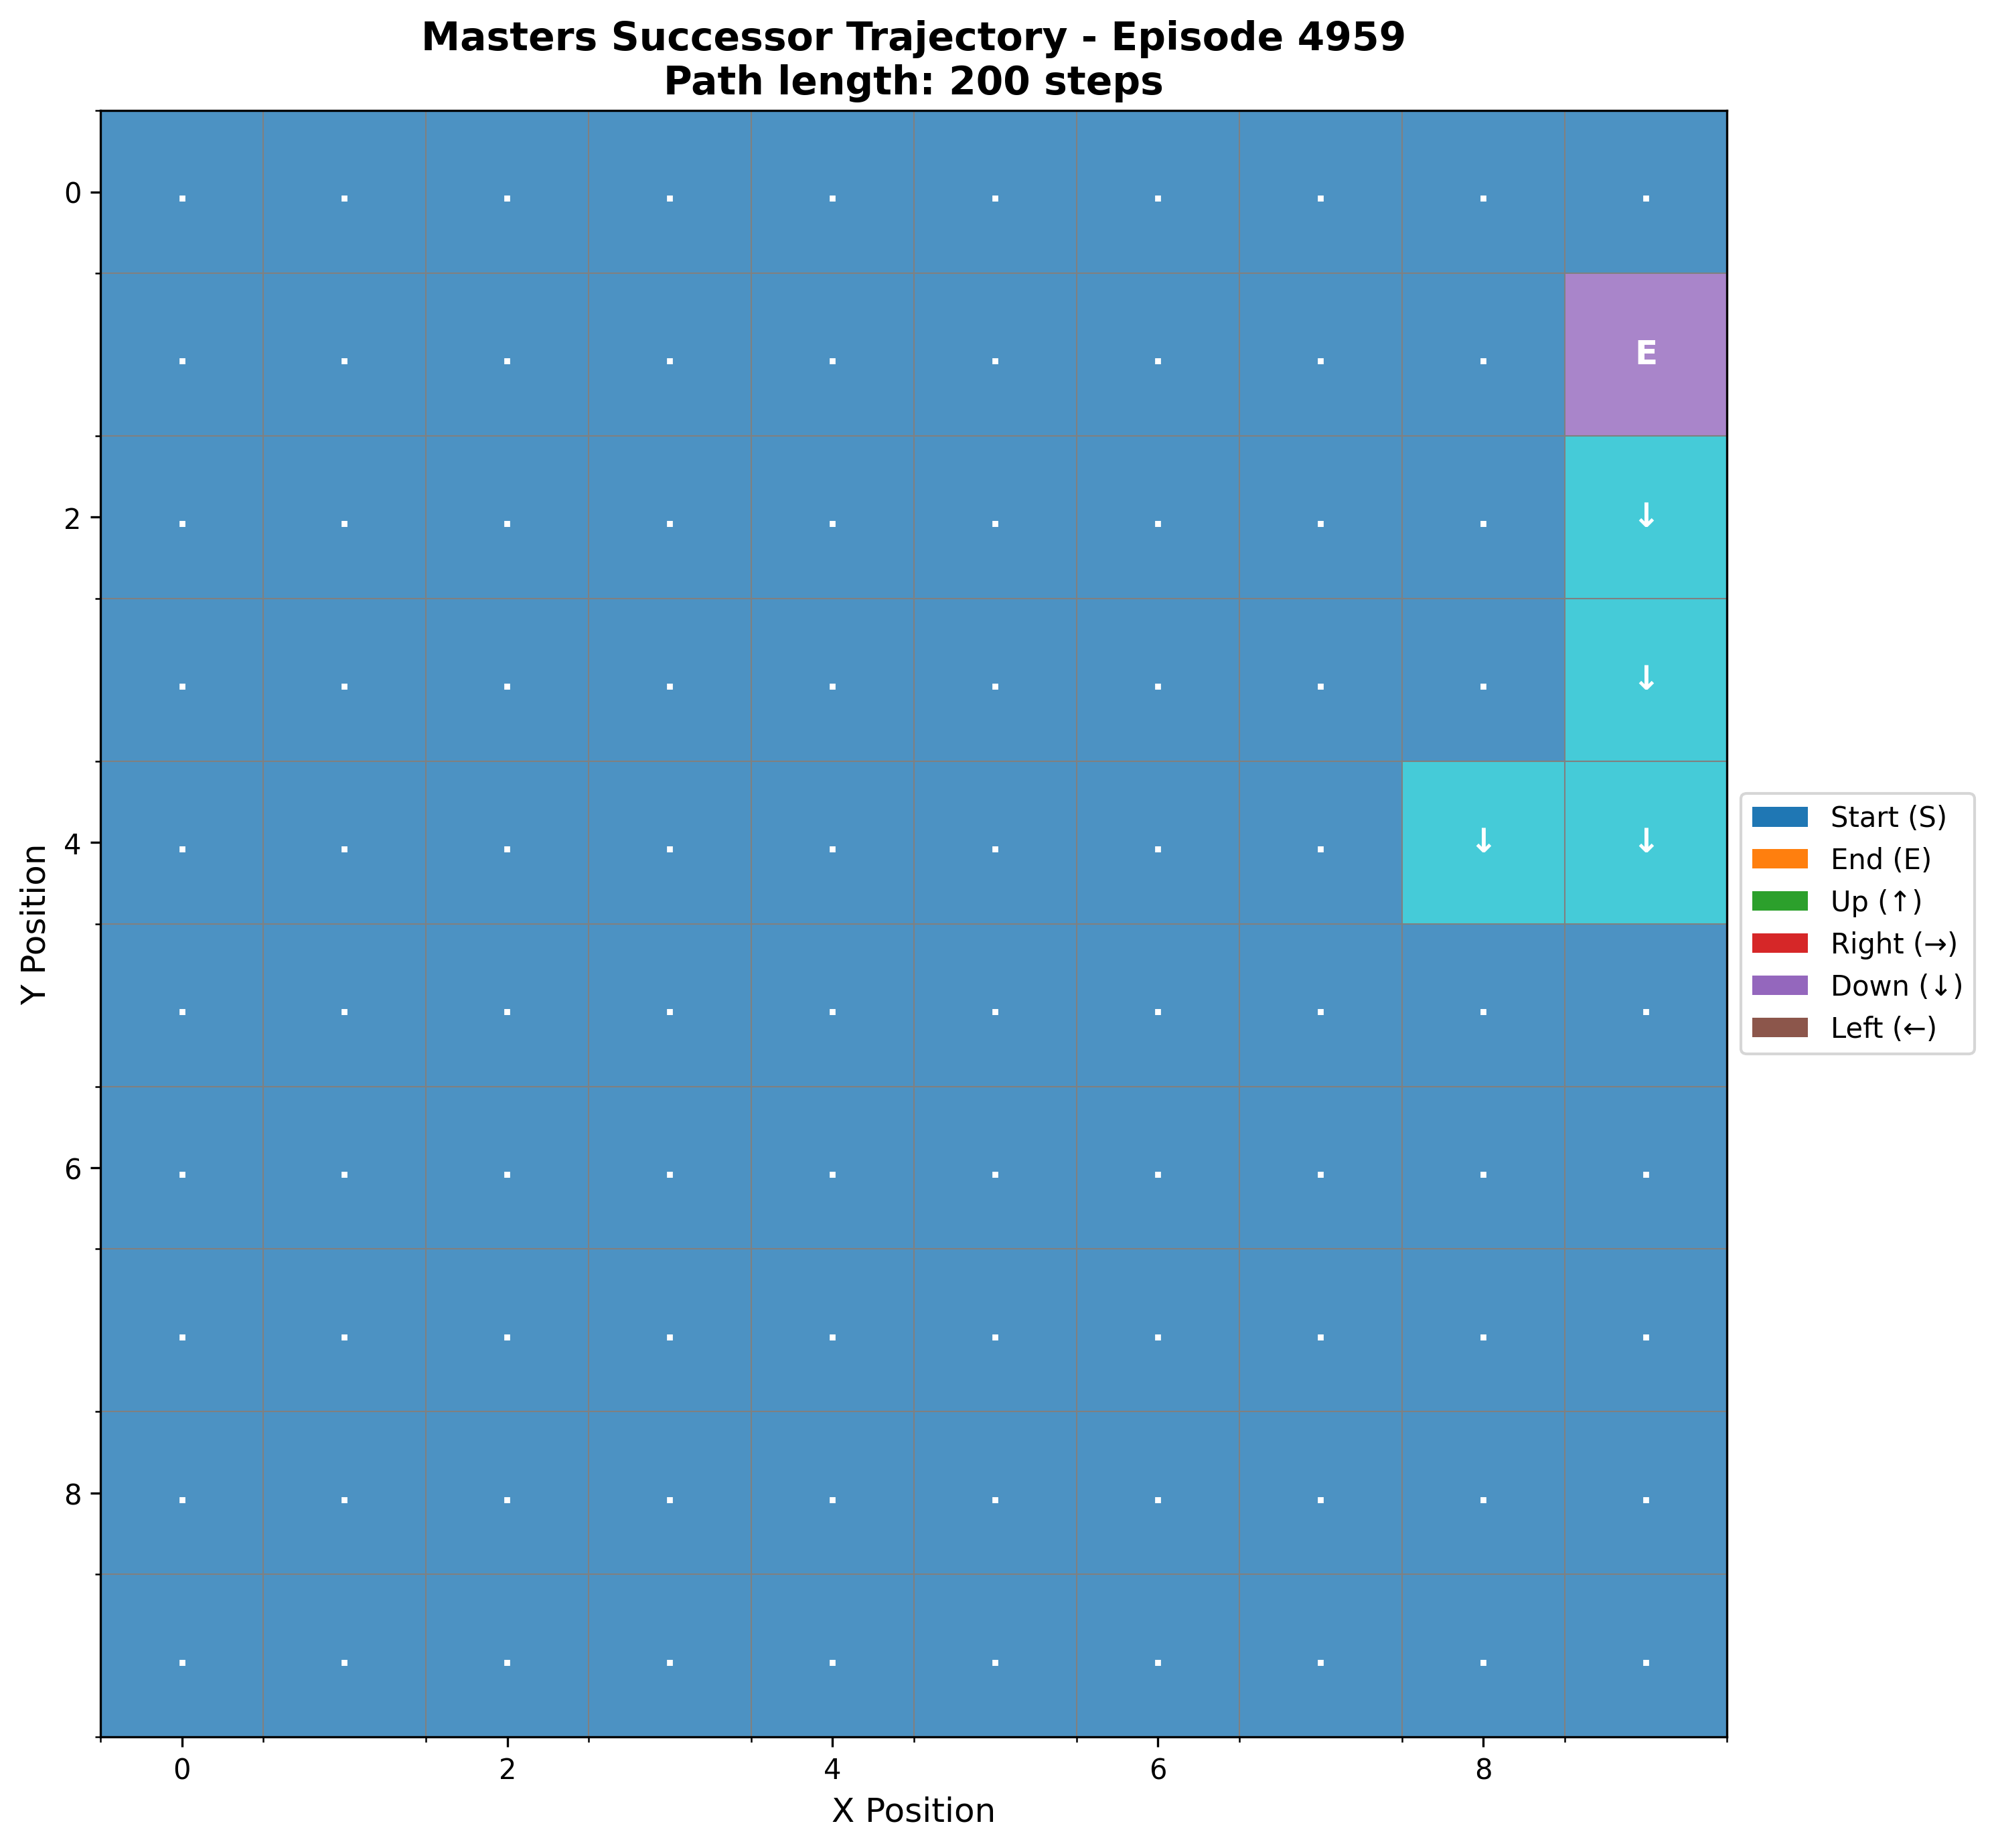 Masters Successor Trajectory - Episode 4959
Path length: 200 steps
0
. . . . . . . . . .
. . . . . . . . . E
2
. . . . . . . . . ↓
. . . . . . . . . ↓
4
. . . . . . . . ↓ ↓
. . . . . . . . . .
6
. . . . . . . . . .
. . . . . . . . . .
8
. . . . . . . . . .
. . . . . . . . . .
0 2 4 6 8
X Position
Y Position
Start (S)
End (E)
Up (↑)
Right (→)
Down (↓)
Left (←)